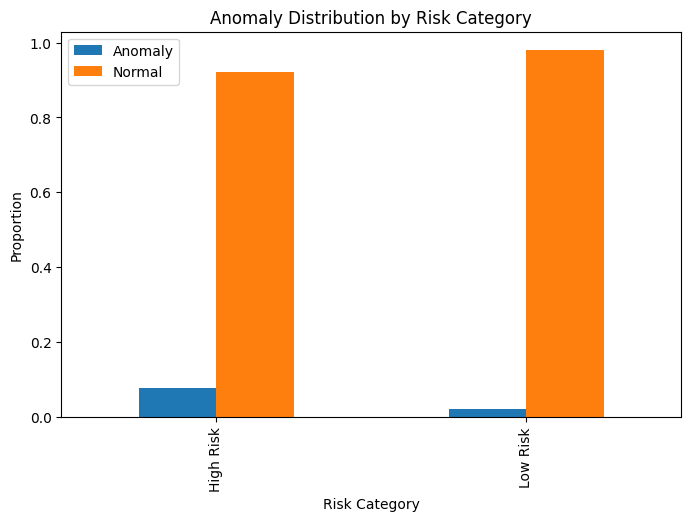 Anomaly Distribution by Risk Category
Anomaly
Normal
1.0
0.8
0.6
0.4
0.2
0.0
Proportion
High Risk
Low Risk
Risk Category